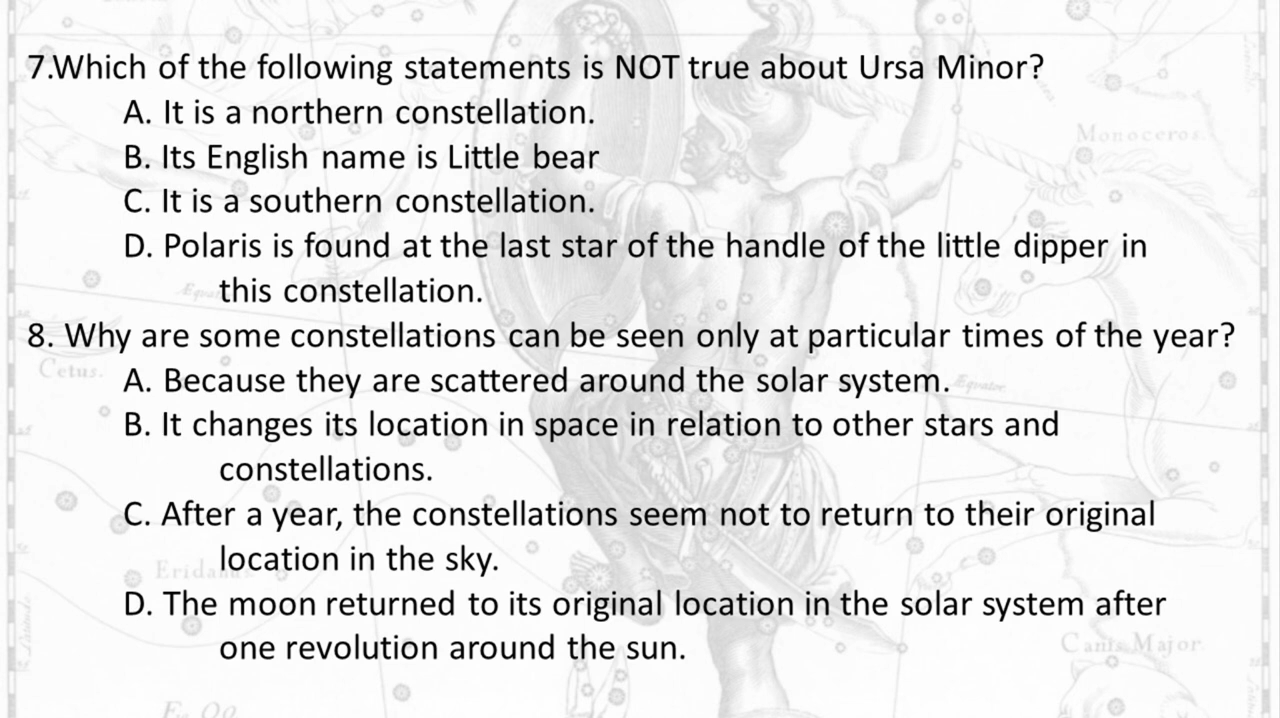 7.Which of the following statements is NOT true about Ursa Minor?
A. It is a northern constellation.
B. Its English name is Little bear
Monoceros.
C. It is a southern constellation.
D. Polaris is found at the last star of the handle of the little dipper in
this constellation.
8. Why are some constellations can be seen only at particular times of the year?
Cetus.
A. Because they are scattered around the solar system.
Æquator
B. It changes its location in space in relation to other stars and
constellations.
C. After a year, the constellations seem not to return to their original
location in the sky.
D. The moon returned to its original location in the solar system after
one revolution around the sun.
Canis Major